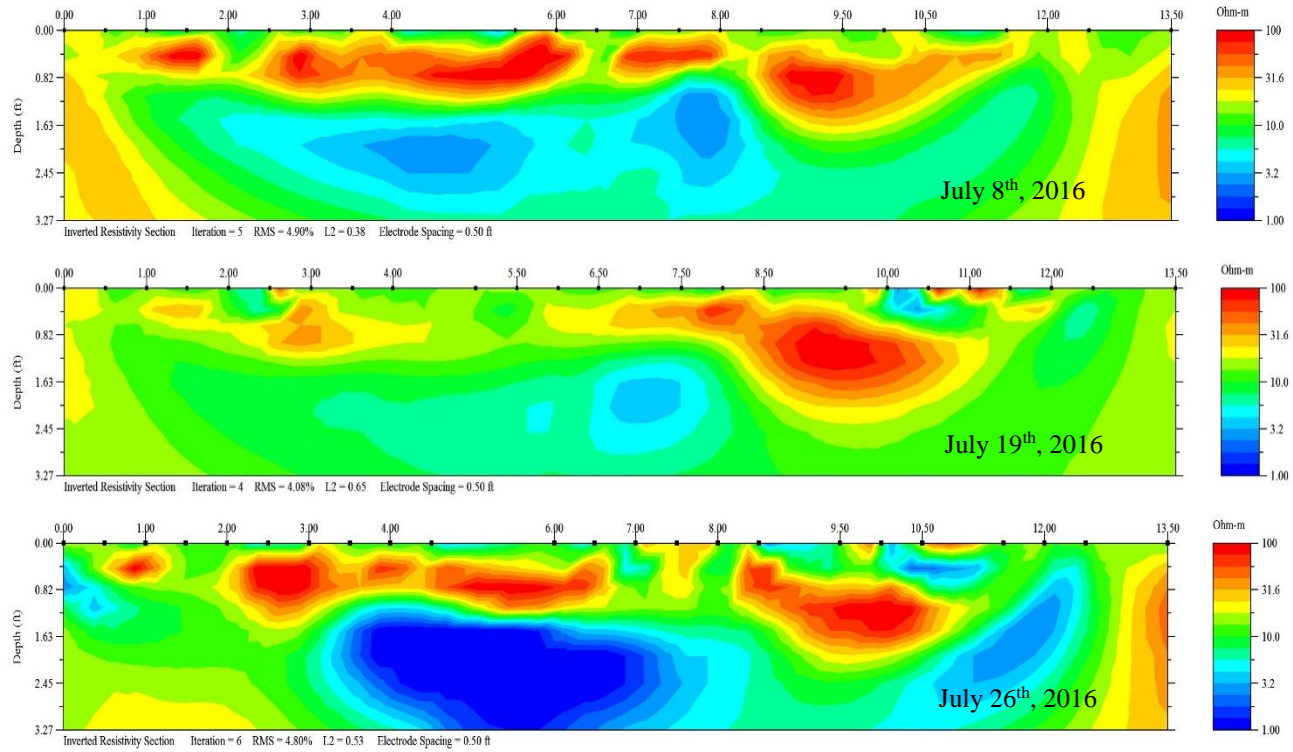 0.00 1.00 2.00 3.00 4.00 6.00 7.00 8.00 9.50 10.50 12.00 13.50 Ohm-m
0.00 100
0.82 31.6
1.63 10.0
Depth (ft)
2.45 3.2
July 8th, 2016
3.27 1.00
Inverted Resistivity Section Iteration = 5 RMS = 4.90% L2 = 0.38 Electrode Spacing = 0.50 ft
0.00 1.00 2.00 3.00 4.00 5.50 6.50 7.50 8.50 10.00 11.00 12.00 13.50 Ohm-m
0.00 100
0.82 31.6
1.63 10.0
Depth (ft)
2.45 3.2
July 19th, 2016
3.27 1.00
Inverted Resistivity Section Iteration = 4 RMS = 4.08% L2 = 0.65 Electrode Spacing = 0.50 ft
0.00 1.00 2.00 3.00 4.00 6.00 7.00 8.00 9.50 10.50 12.00 13.50 Ohm-m
0.00 100
0.82 31.6
1.63 10.0
Depth (ft)
2.45 3.2
July 26th, 2016
3.27 1.00
Inverted Resistivity Section Iteration = 6 RMS = 4.80% L2 = 0.53 Electrode Spacing = 0.50 ft